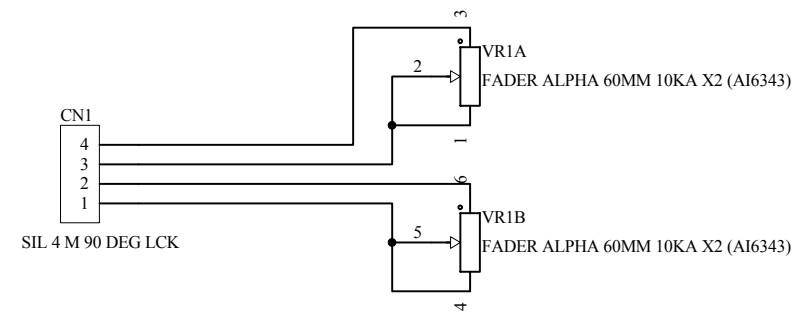 3
VR1A
2
FADER ALPHA 60MM 10KA X2 (AI6343)
CN1
1
4
3
2
1
6
VR1B
5
FADER ALPHA 60MM 10KA X2 (AI6343)
SIL 4 M 90 DEG LCK
4